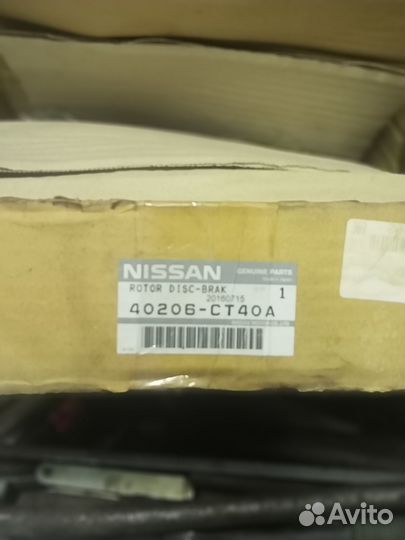 NISSAN GENUINE PARTS
ROTOR DISC-BRAK
20160715 1
40206-CT40A
Avito